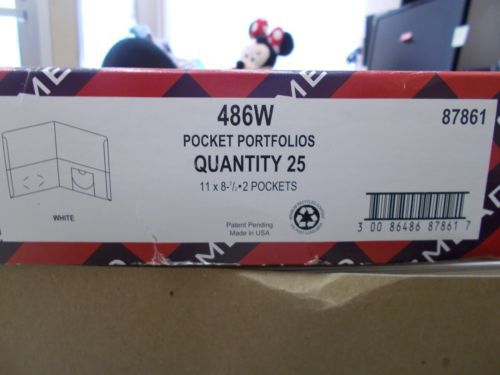 486W
87861
POCKET PORTFOLIOS
QUANTITY 25
11 x 8-1/2 • 2 POCKETS
WHITE
Patent Pending
Made in USA
3 00 86486 87861 7